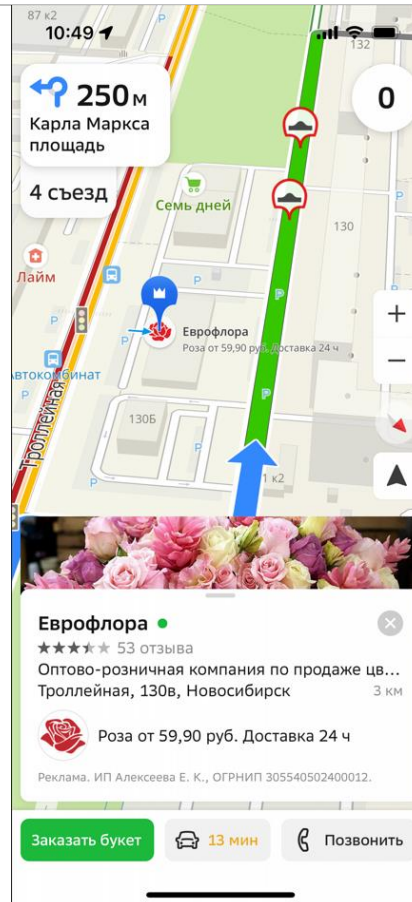 87 к2
10:49
132
250 м
Карла Маркса
площадь
0
4 съезд
Семь дней
130
Лайм
P
Еврофлора
Роза от 59,90 руб. Доставка 24 ч
Автокомбинат
Троллейная
130Б
1 к2
Еврофлора
53 отзыва
Оптово-розничная компания по продаже цв...
Троллейная, 130в, Новосибирск
3 км
Роза от 59,90 руб. Доставка 24 ч
Реклама. ИП Алексеева Е. К., ОГРНИП 305540502400012.
Заказать букет
13 мин
Позвонить